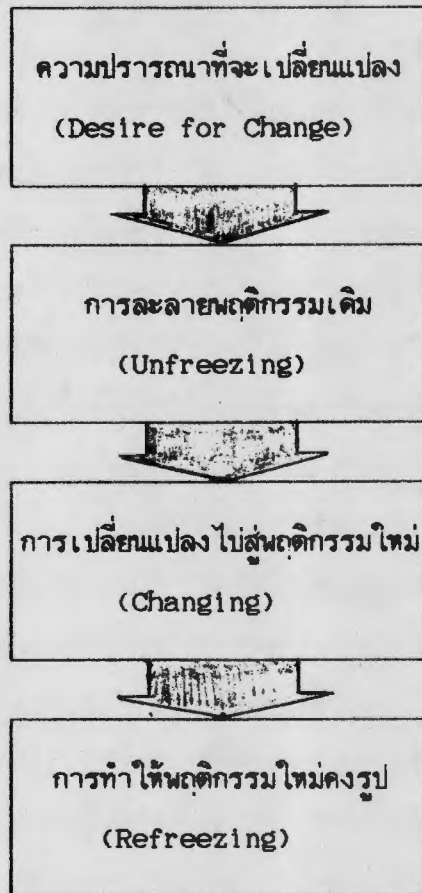 ความปรารถนาที่จะเปลี่ยนแปลง
(Desire for Change)
การละลายพฤติกรรมเดิม
(Unfreezing)
การเปลี่ยนแปลงไปสู่พฤติกรรมใหม่
(Changing)
การทำให้พฤติกรรมใหม่คงรูป
(Refreezing)